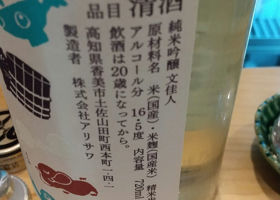 品目 清酒
純米吟醸 文佳人
原材料名 米(国産)・米麹(国産米) 精米
アルコール分 16.5度 内容量 720ml
飲酒は20歳になってから。
高知県香美市土佐山田町西本町一-四-一
製造者 株式会社アリサワ